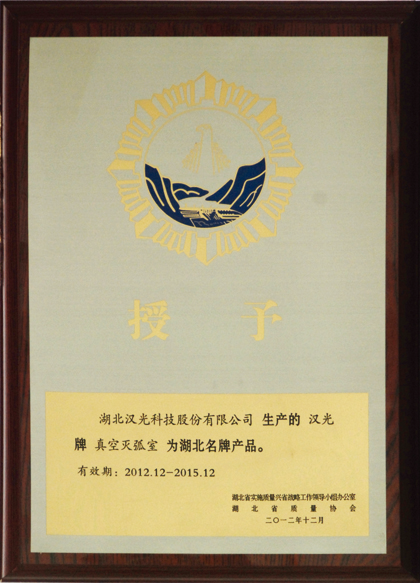 授予
湖北汉光科技股份有限公司 生产的 汉光
牌 真空灭弧室 为湖北名牌产品。
有效期：2012.12-2015.12
湖北省实施质量兴省战略工作领导小组办公室
湖北省质量协会
二〇一二年十二月